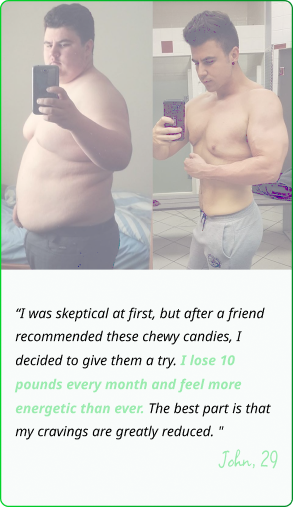 “I was skeptical at first, but after a friend
recommended these chewy candies, I
decided to give them a try. I lose 10
pounds every month and feel more
energetic than ever. The best part is that
my cravings are greatly reduced. "
John, 29